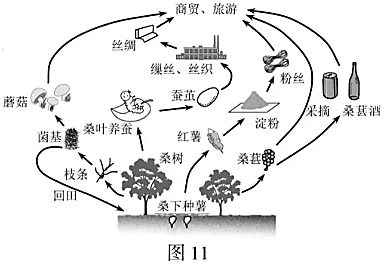 商贸、旅游
丝绸
缫丝、丝织
粉丝
蘑菇
蚕茧
采摘
桑葚酒
桑叶养蚕
淀粉
菌基
红薯
桑树
桑葚
枝条
回田
桑下种薯
图11